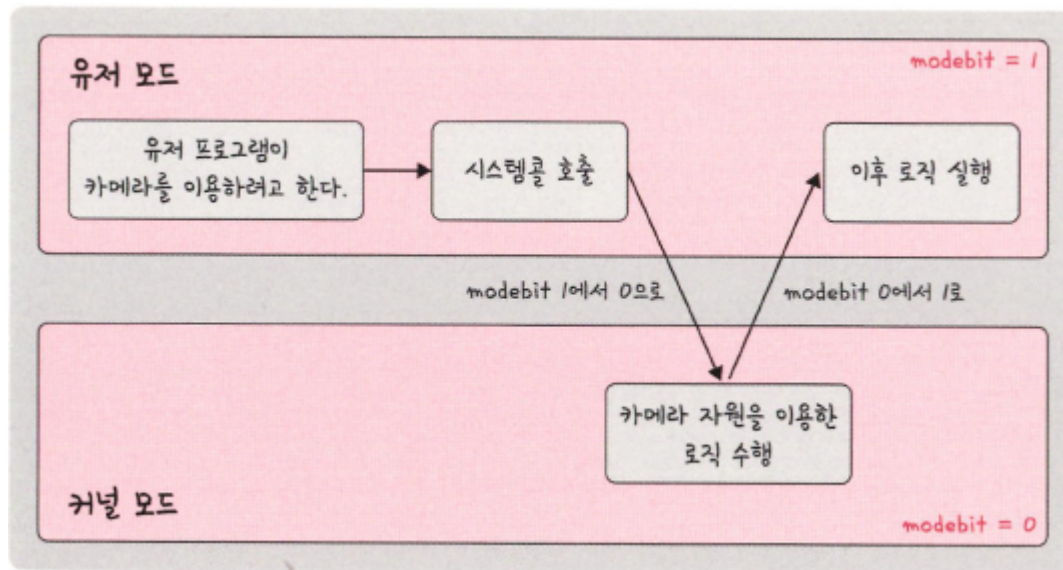 유저 모드
modebit = 1
유저 프로그램이
카메라를 이용하려고 한다.
시스템콜 호출
이후 로직 실행
modebit 1에서 0으로
modebit 0에서 1로
카메라 자원을 이용한
로직 수행
커널 모드
modebit = 0